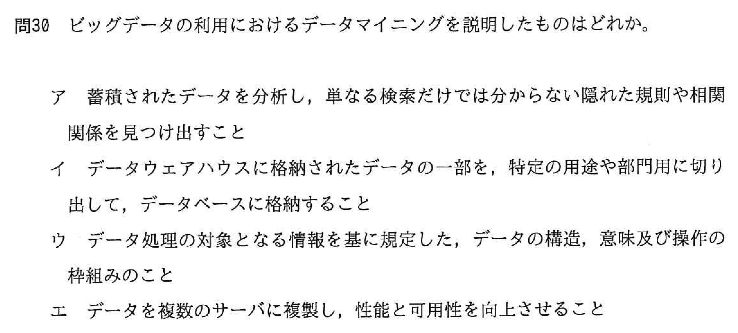 問30 ビッグデータの利用におけるデータマイニングを説明したものはどれか。
ア 蓄積されたデータを分析し，単なる検索だけでは分からない隠れた規則や相関
関係を見つけ出すこと
イ データウェアハウスに格納されたデータの一部を，特定の用途や部門用に切り
出して，データベースに格納すること
ウ データ処理の対象となる情報を基に規定した，データの構造，意味及び操作の
枠組みのこと
エ データを複数のサーバに複製し，性能と可用性を向上させること